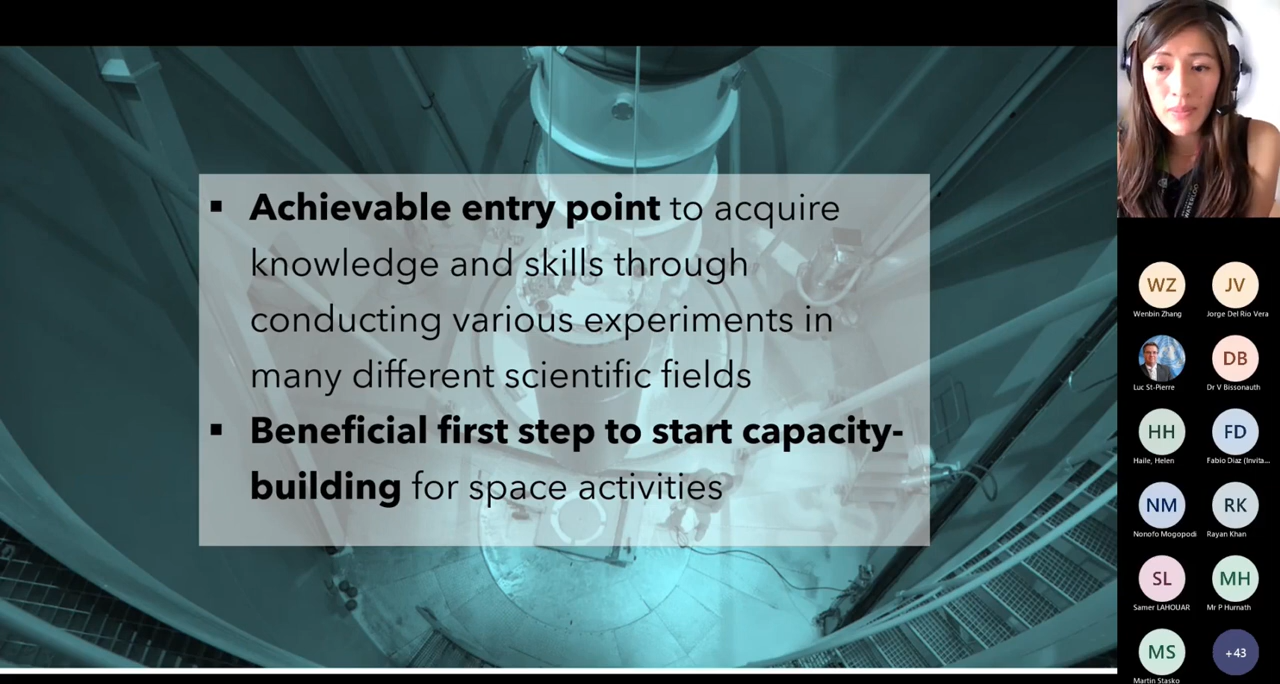 ▪ Achievable entry point to acquire
knowledge and skills through
conducting various experiments in
many different scientific fields
▪ Beneficial first step to start capacity-
building for space activities
WZ
Wenbin Zhang
JV
Jorge Del Rio Vera
Luc St-Pierre
DB
Dr V Bissonauth
HH
Haile, Helen
FD
Fabio Diaz (Invita...
NM
Nonofo Mogopodi
RK
Rayan Khan
SL
Samer LAHOUAR
MH
Mr P Hurnath
MS
Martin Stasko
+43